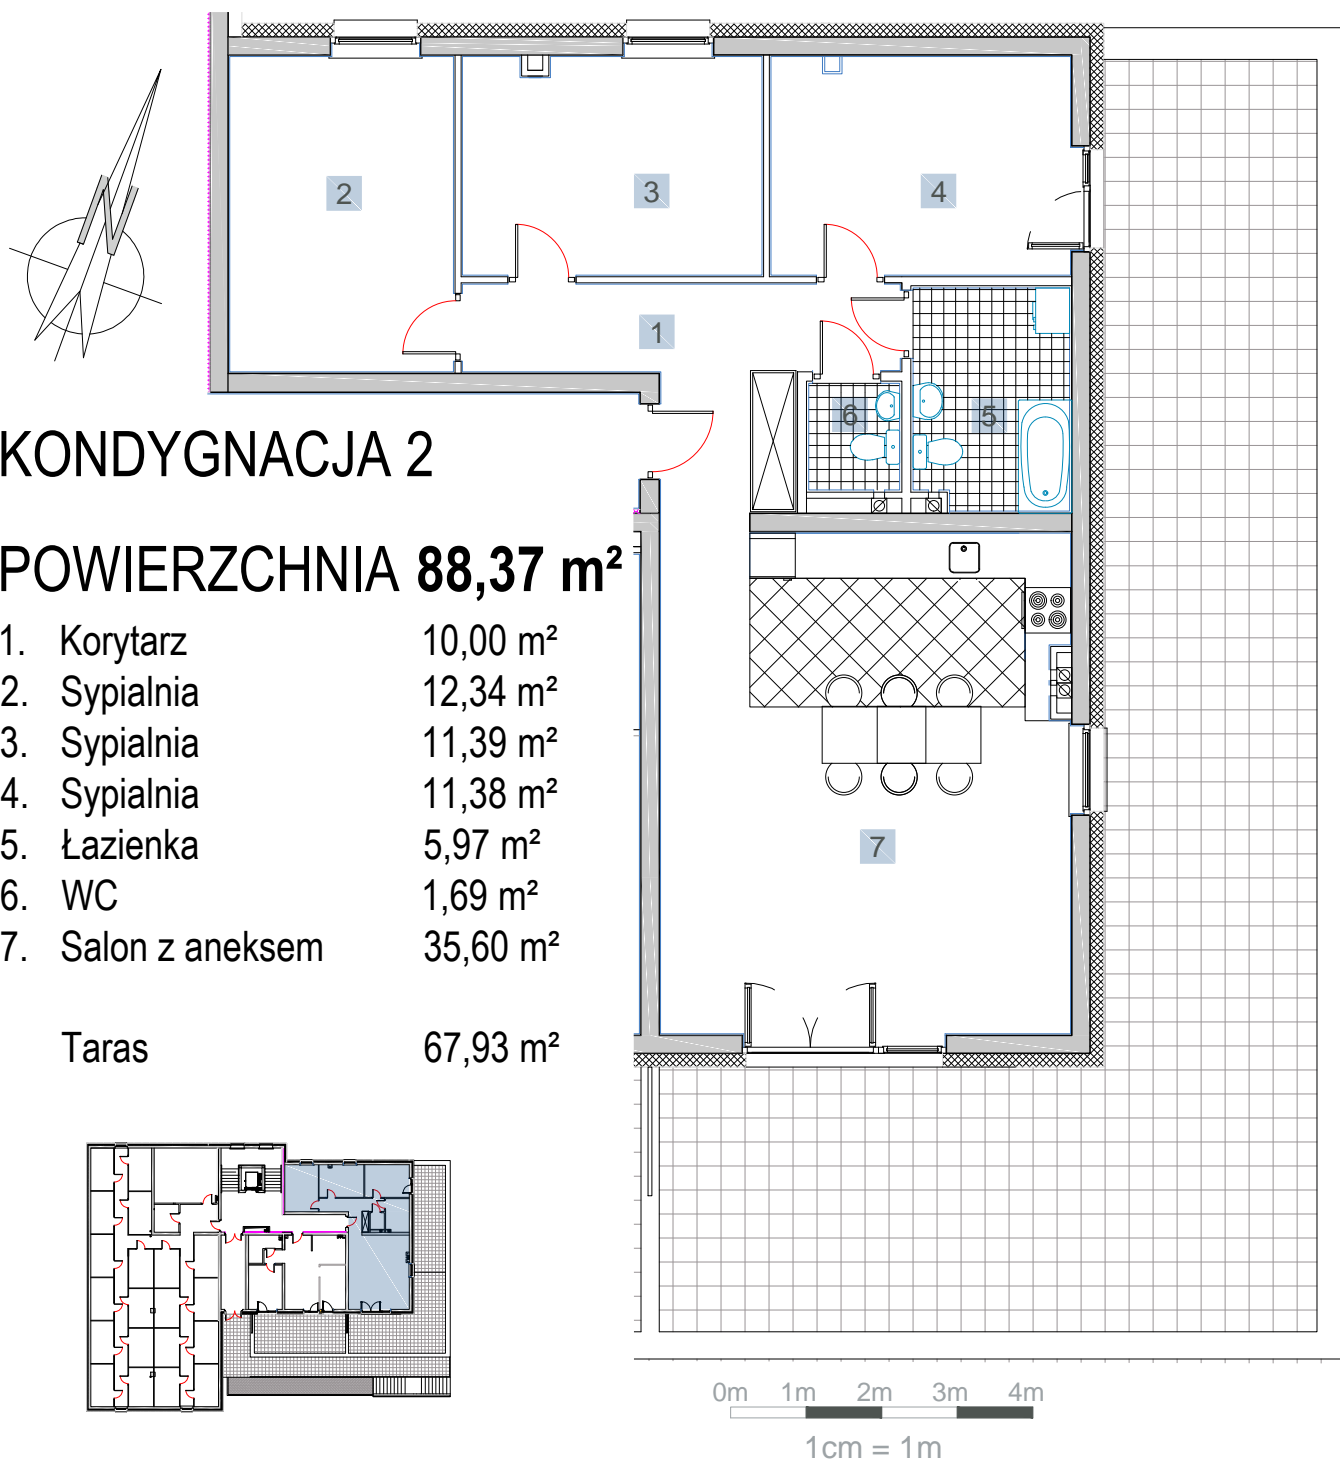 N
2
3
4
1
6
5
7
KONDYGNACJA 2
POWIERZCHNIA 88,37 m²
1. Korytarz 10,00 m²
2. Sypialnia 12,34 m²
3. Sypialnia 11,39 m²
4. Sypialnia 11,38 m²
5. Łazienka 5,97 m²
6. WC 1,69 m²
7. Salon z aneksem 35,60 m²
Taras 67,93 m²
0m 1m 2m 3m 4m
1cm = 1m